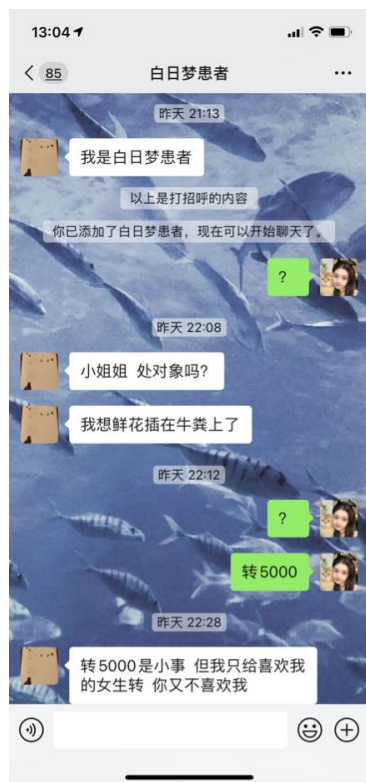 13:04
85
白日梦患者
昨天 21:13
我是白日梦患者
以上是打招呼的内容
你已添加了白日梦患者，现在可以开始聊天了。
?
昨天 22:08
小姐姐 处对象吗?
我想鲜花插在牛粪上了
昨天 22:12
?
转5000
昨天 22:28
转5000是小事 但我只给喜欢我
的女生转 你又不喜欢我